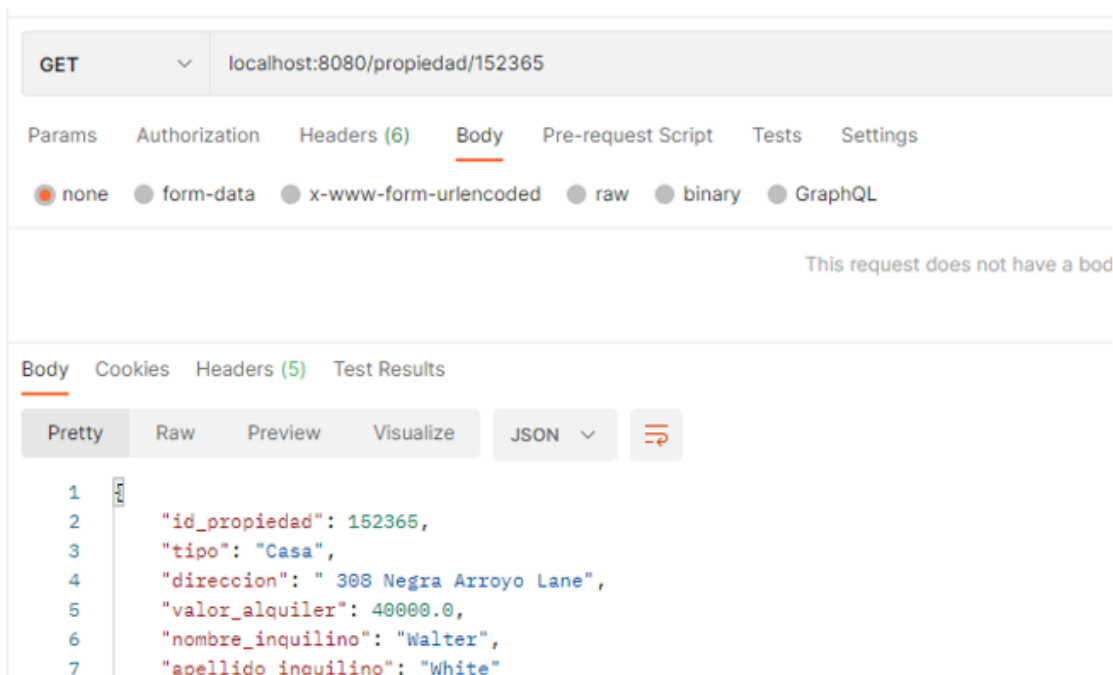 GET localhost:8080/propiedad/152365
Params Authorization Headers (6) Body Pre-request Script Tests Settings
none form-data x-www-form-urlencoded raw binary GraphQL
This request does not have a bod
Body Cookies Headers (5) Test Results
Pretty Raw Preview Visualize JSON
1 {
2 "id_propiedad": 152365,
3 "tipo": "Casa",
4 "direccion": " 308 Negra Arroyo Lane",
5 "valor_alquiler": 40000.0,
6 "nombre_inquilino": "Walter",
7 "apellido_inquilino": "White"